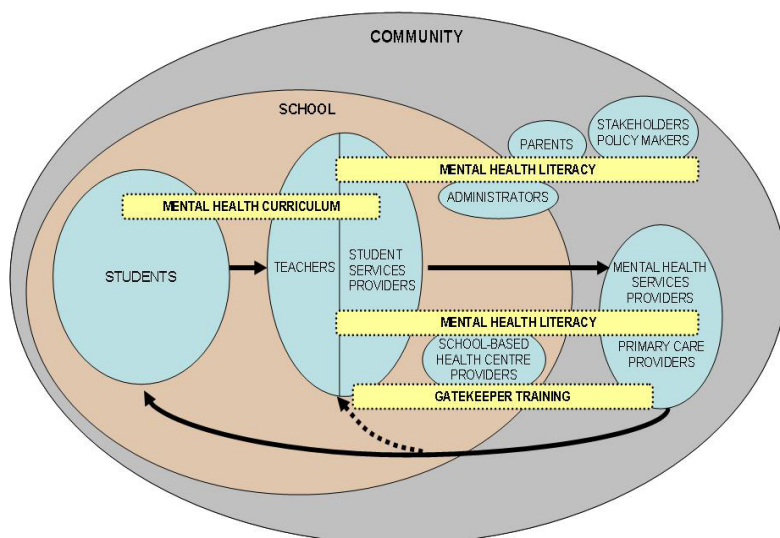 COMMUNITY
SCHOOL
STAKEHOLDERS
POLICY MAKERS
PARENTS
MENTAL HEALTH LITERACY
ADMINISTRATORS
MENTAL HEALTH CURRICULUM
STUDENTS
TEACHERS
STUDENT
SERVICES
PROVIDERS
MENTAL HEALTH
SERVICES
PROVIDERS
MENTAL HEALTH LITERACY
SCHOOL-BASED
HEALTH CENTRE
PROVIDERS
PRIMARY CARE
PROVIDERS
GATEKEEPER TRAINING